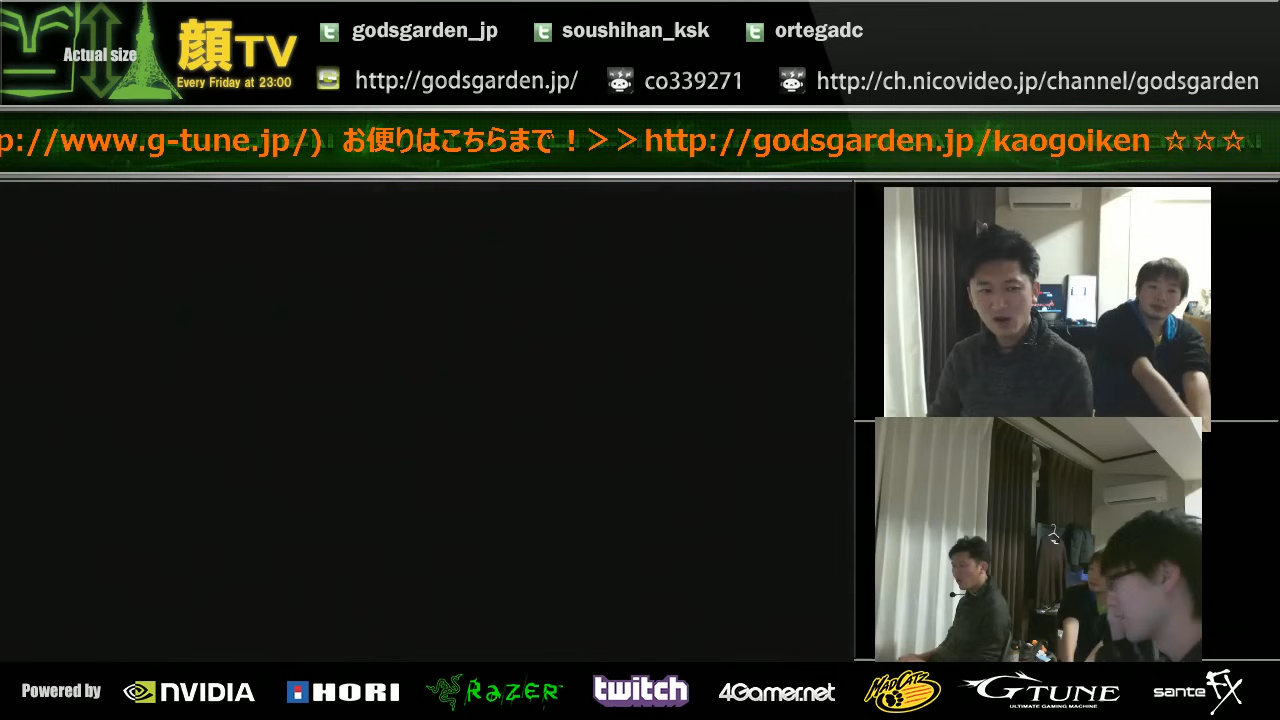 Actual size
顔TV
Every Friday at 23:00
godsgarden_jp soushihan_ksk ortegadc
http://godsgarden.jp/ co339271 http://ch.nicovideo.jp/channel/godsgarden
p://www.g-tune.jp/) お便りはこちらまで！＞＞http://godsgarden.jp/kaogoiken ☆☆☆
Powered by NVIDIA HORI RAZER twitch 4Gamer.net MAD CATZ G-TUNE sante FX
ULTIMATE GAMING MACHINE